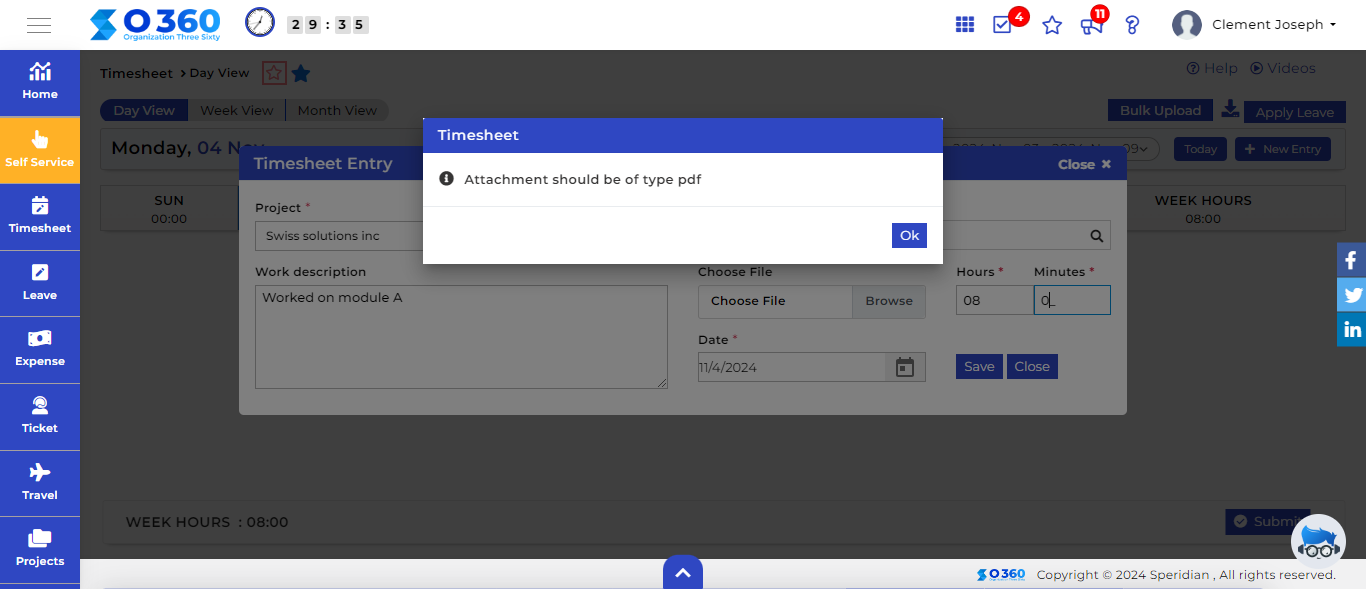 O 360
Organization Three Sixty
2 9 : 3 5
4
11
Clement Joseph
Home
Self Service
Timesheet
Leave
Expense
Ticket
Travel
Projects
Timesheet > Day View
Help
Videos
Day View
Week View
Month View
Bulk Upload
Apply Leave
Monday, 04 Nov
Today
New Entry
SUN
00:00
WEEK HOURS
08:00
Timesheet Entry
Close
Timesheet
Attachment should be of type pdf
Ok
Project *
Swiss solutions inc
Work description
Worked on module A
Choose File
Choose File
Browse
Hours *
Minutes *
08
0_
Date *
11/4/2024
Save
Close
WEEK HOURS : 08:00
Submit
O 360
Copyright © 2024 Speridian , All rights reserved.